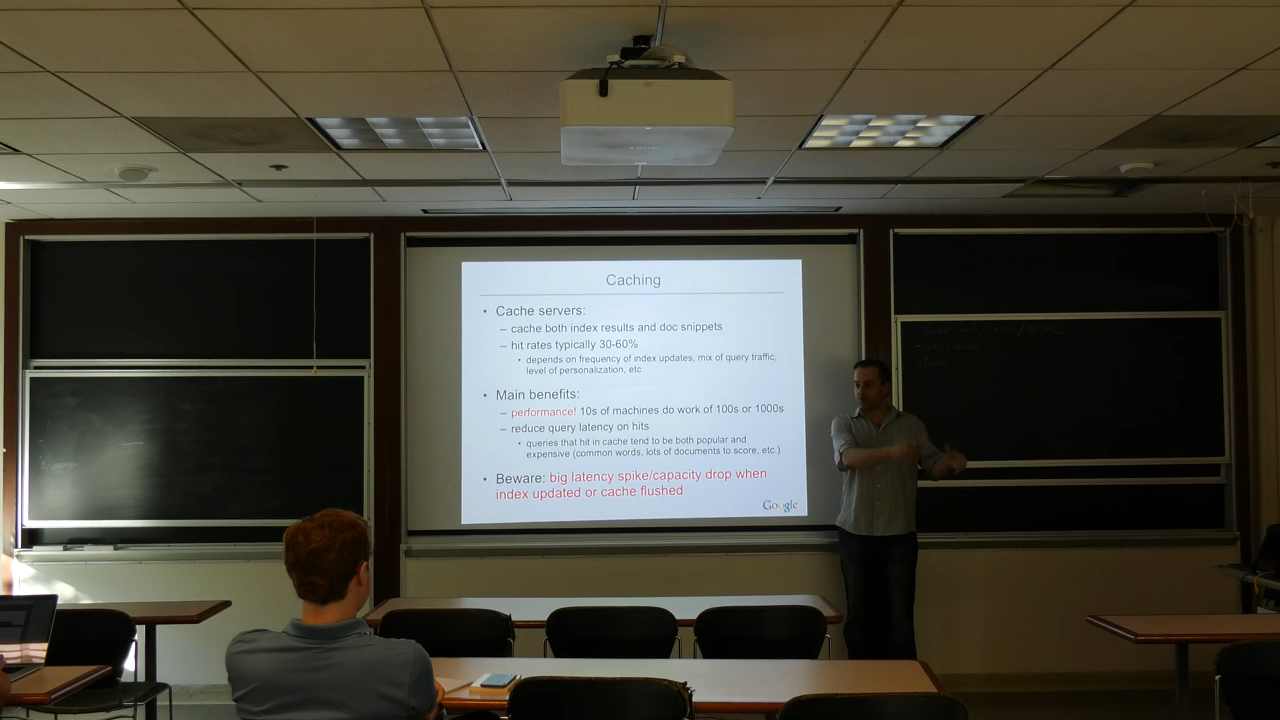 Caching
• Cache servers:
– cache both index results and doc snippets
– hit rates typically 30-60%
• depends on frequency of index updates, mix of query traffic,
level of personalization, etc
• Main benefits:
– performance! 10s of machines do work of 100s or 1000s
– reduce query latency on hits
• queries that hit in cache tend to be both popular and
expensive (common words, lots of documents to score, etc.)
• Beware: big latency spike/capacity drop when
index updated or cache flushed
Google